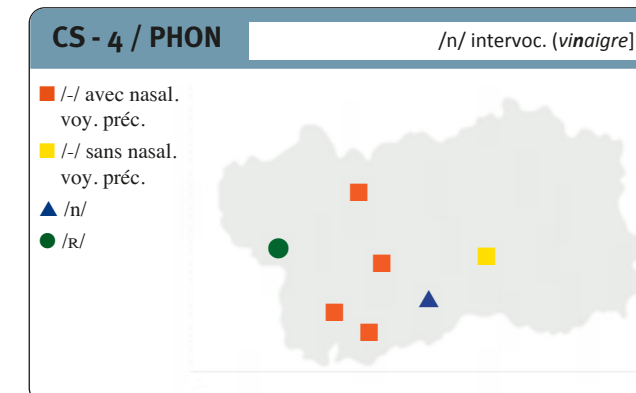 CS - 4 / PHON
/n/ intervoc. (vinaigre]
/-/ avec nasal.
voy. préc.
/-/ sans nasal.
voy. préc.
/n/
/ʀ/